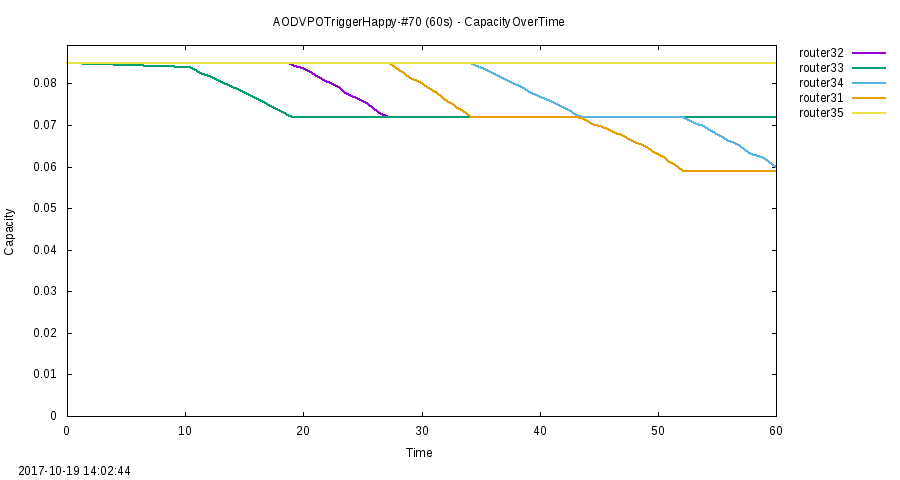 AODVPOTriggerHappy-#70 (60s) - CapacityOverTime
router32
router33
router34
router31
router35
0.08
0.07
0.06
0.05
0.04
0.03
0.02
0.01
0
Capacity
0 10 20 30 40 50 60
Time
2017-10-19 14:02:44